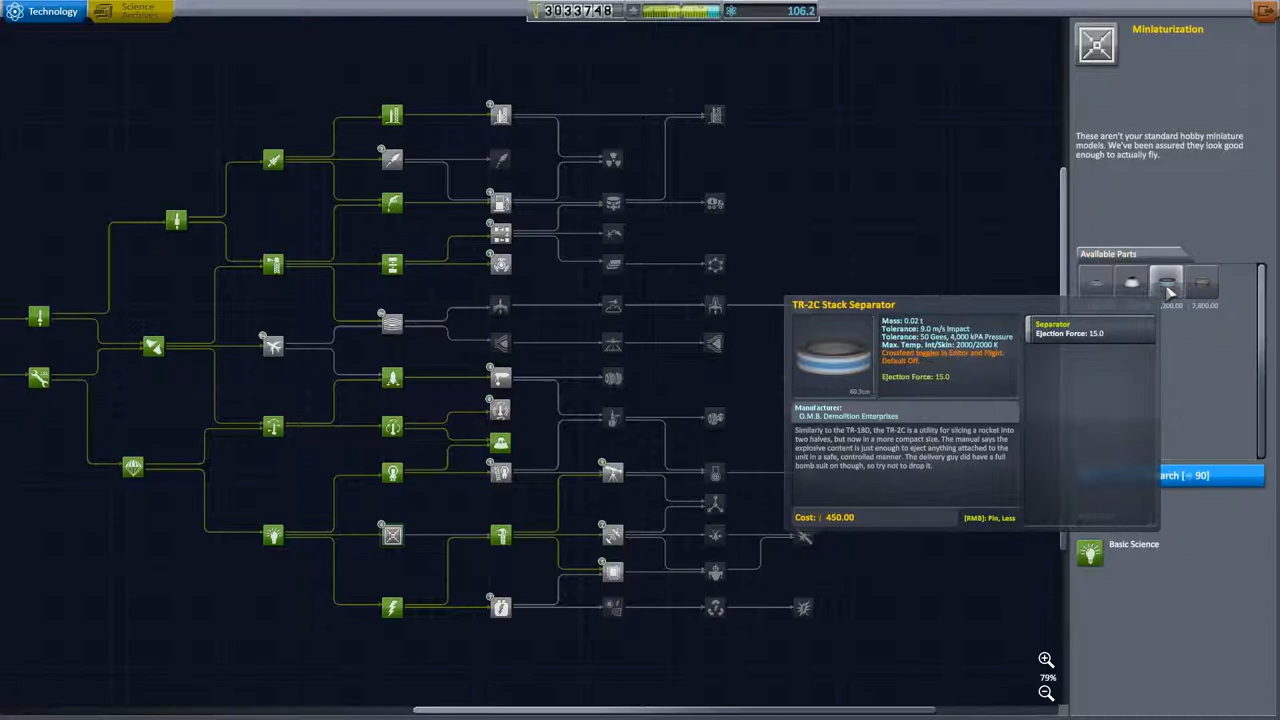 Technology
Science
Archives
3033748
106.2
Miniaturization
These aren't your standard hobby miniature
models. We've been assured they look good
enough to actually fly.
Available Parts
7,800.00
TR-2C Stack Separator
Mass: 0.02 t
Tolerance: 9.0 m/s Impact
Tolerance: 50 Gees, 4,000 kPA Pressure
Max. Temp. Int/Skin: 2000/2000 K
Crossfeed toggles in Editor and Flight.
Default Off.
Ejection Force: 15.0
Separator
Ejection Force: 15.0
Manufacturer:
O.M.B. Demolition Enterprises
Similarly to the TR-18D, the TR-2C is a utility for slicing a rocket into
two halves, but now in a more compact size. The manual says the
explosive content is just enough to eject anything attached to the
unit in a safe, controlled manner. The delivery guy did have a full
bomb suit on though, so try not to drop it.
Cost: 450.00
[RMB]: Pin, Less
arch [ 90]
Basic Science
79%